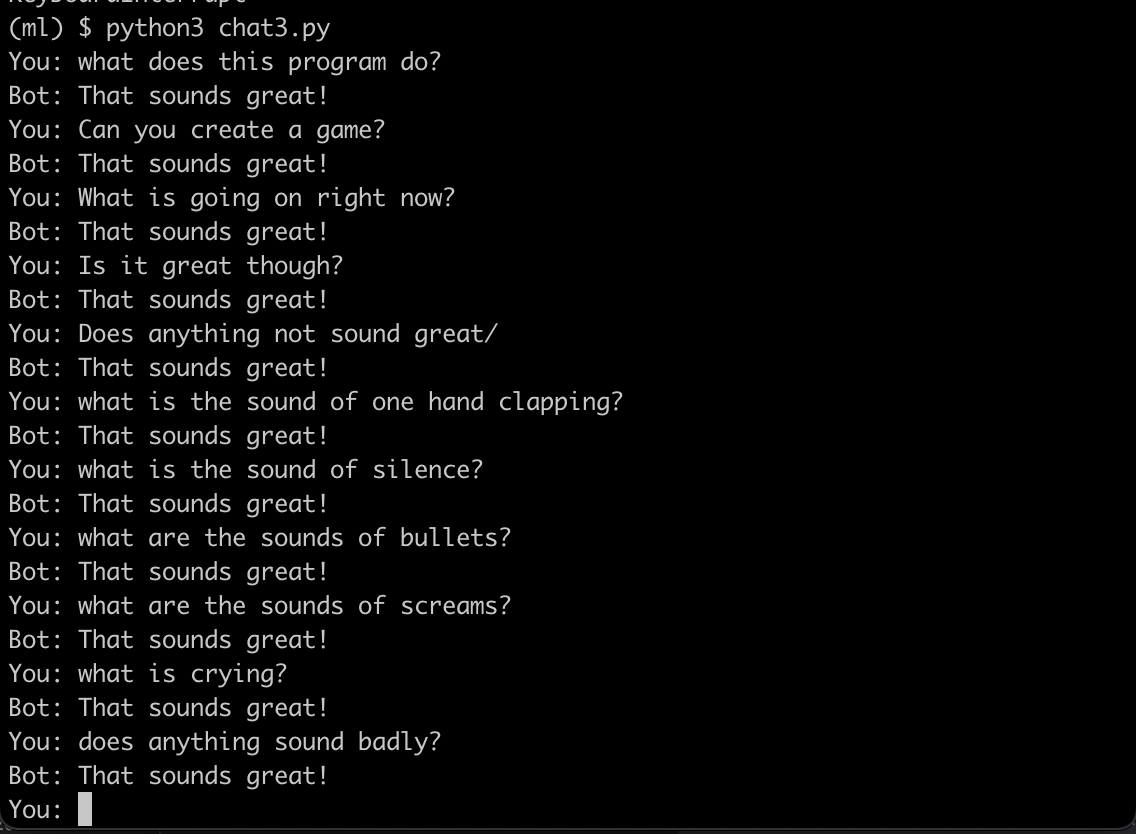 KeyboardInterrupt
(ml) $ python3 chat3.py
You: what does this program do?
Bot: That sounds great!
You: Can you create a game?
Bot: That sounds great!
You: What is going on right now?
Bot: That sounds great!
You: Is it great though?
Bot: That sounds great!
You: Does anything not sound great/
Bot: That sounds great!
You: what is the sound of one hand clapping?
Bot: That sounds great!
You: what is the sound of silence?
Bot: That sounds great!
You: what are the sounds of bullets?
Bot: That sounds great!
You: what are the sounds of screams?
Bot: That sounds great!
You: what is crying?
Bot: That sounds great!
You: does anything sound badly?
Bot: That sounds great!
You: